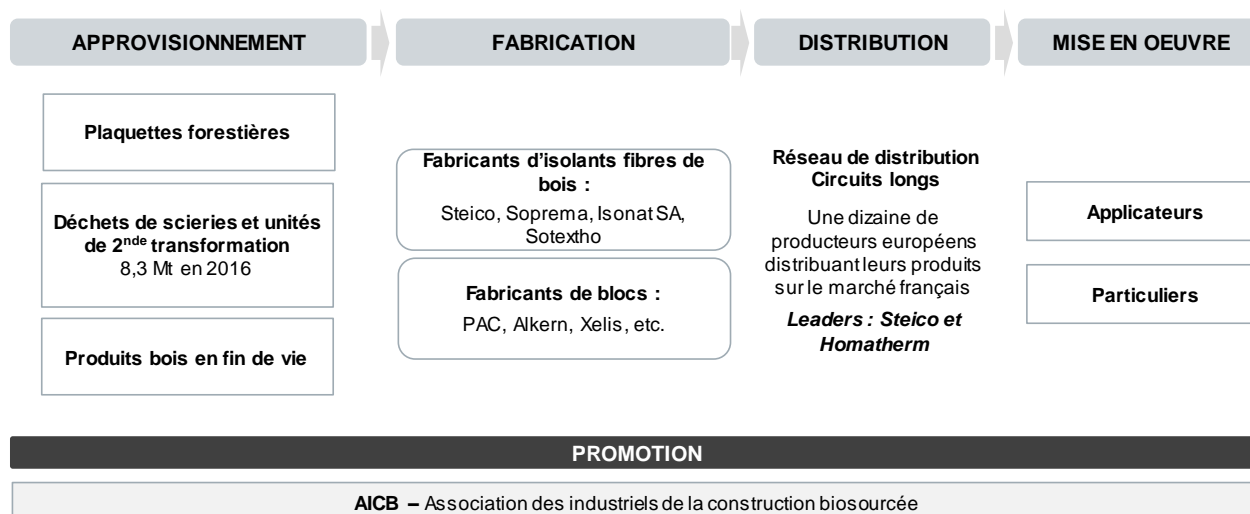 APPROVISIONNEMENT
FABRICATION
DISTRIBUTION
MISE EN OEUVRE
Plaquettes forestières
Déchets de scieries et unités
de 2nde transformation
8,3 Mt en 2016
Produits bois en fin de vie
Fabricants d'isolants fibres de
bois :
Steico, Soprema, Isonat SA,
Sotextho
Fabricants de blocs :
PAC, Alkern, Xelis, etc.
Réseau de distribution
Circuits longs
Une dizaine de
producteurs européens
distribuant leurs produits
sur le marché français
Leaders : Steico et
Homatherm
Applicateurs
Particuliers
PROMOTION
AICB – Association des industriels de la construction biosourcée